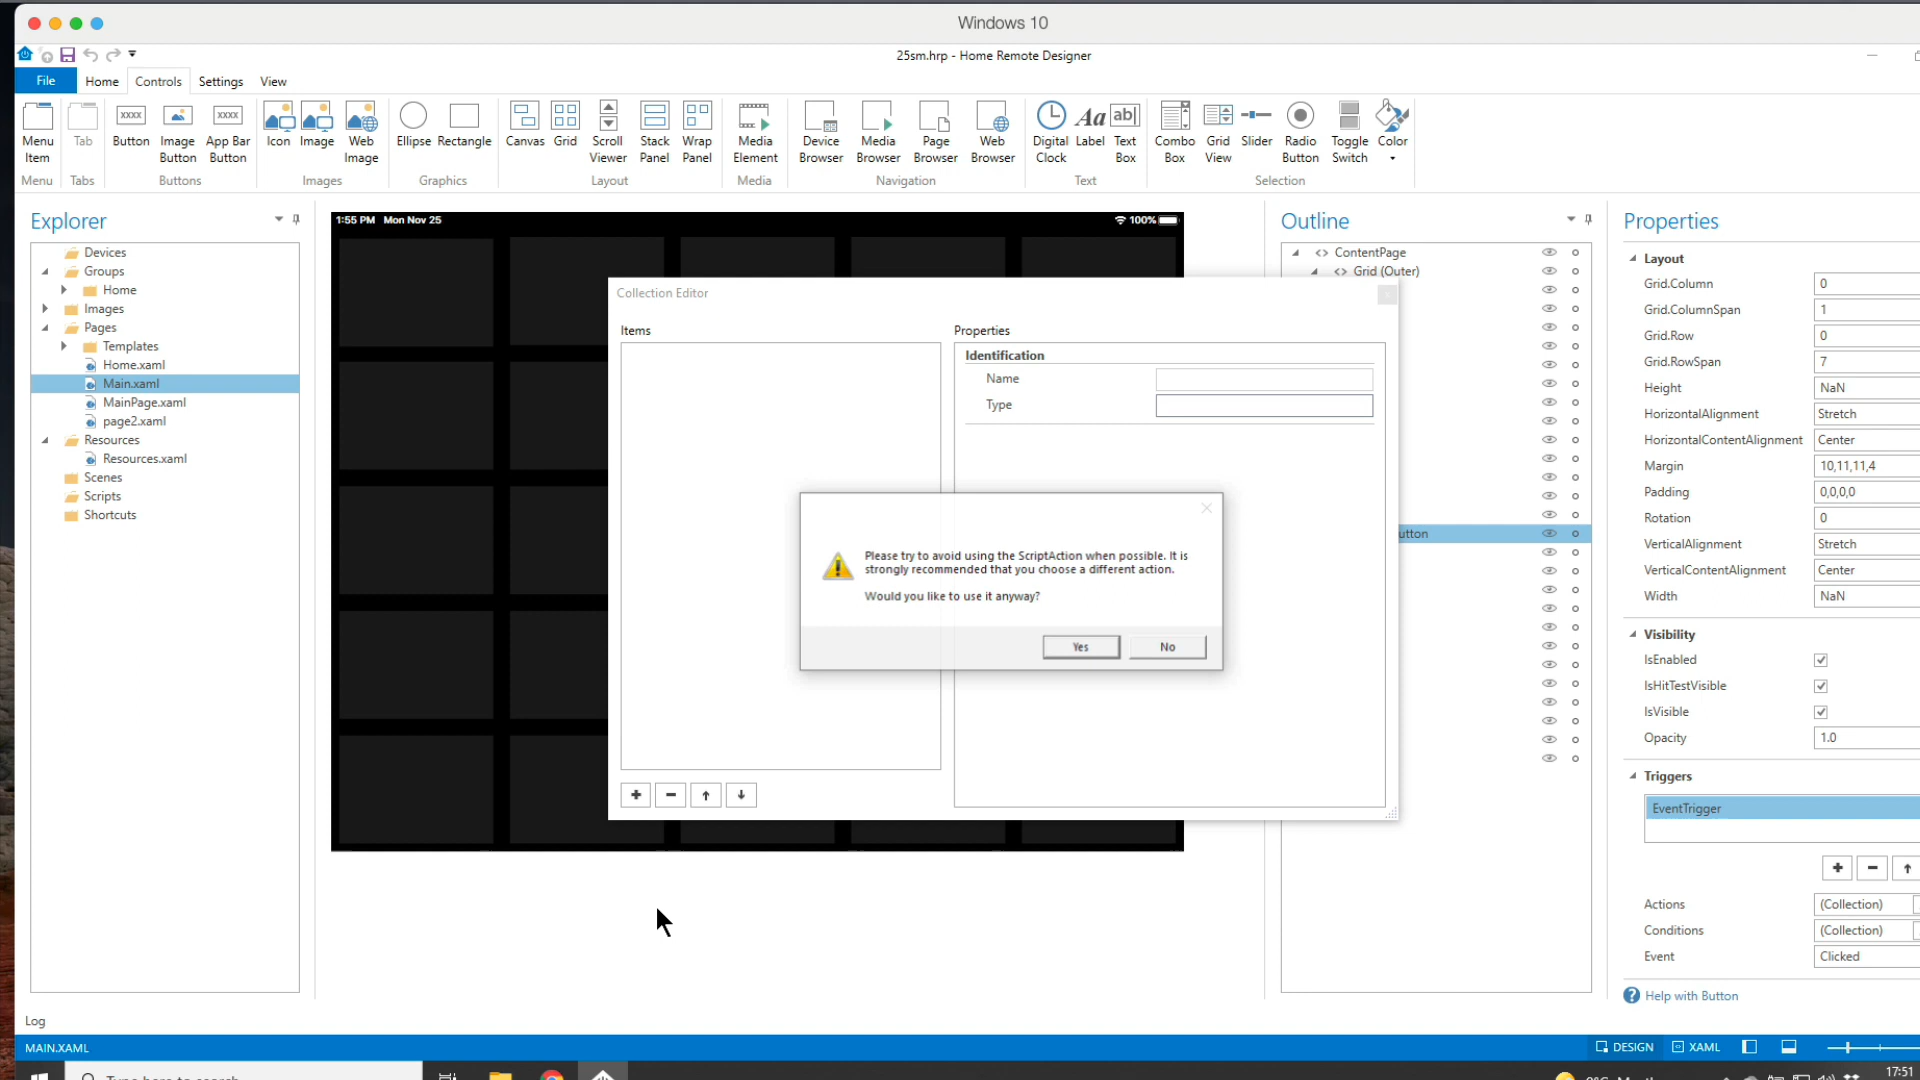 Windows 10
25sm.hrp - Home Remote Designer
File
Home
Controls
Settings
View
Menu Item
Tab
Button
Image Button
App Bar Button
Icon
Image
Web Image
Ellipse
Rectangle
Canvas
Grid
Scroll Viewer
Stack Panel
Wrap Panel
Media Element
Device Browser
Media Browser
Page Browser
Web Browser
Digital Clock
Aa
Label
ab|
Text Box
Combo Box
Grid View
Slider
Radio Button
Toggle Switch
Color
xxxx
xxxx
Menu
Tabs
Buttons
Images
Graphics
Layout
Media
Navigation
Text
Selection
Explorer
Devices
Groups
Home
Images
Pages
Templates
Home.xaml
Main.xaml
MainPage.xaml
page2.xaml
Resources
Resources.xaml
Scenes
Scripts
Shortcuts
1:55 PM Mon Nov 25
100%
Collection Editor
Items
Properties
Identification
Name
Type
Please try to avoid using the ScriptAction when possible. It is
strongly recommended that you choose a different action.
Would you like to use it anyway?
Yes
No
Outline
<> ContentPage
<> Grid (Outer)
utton
Properties
Layout
Grid.Column 0
Grid.ColumnSpan 1
Grid.Row 0
Grid.RowSpan 7
Height NaN
HorizontalAlignment Stretch
HorizontalContentAlignment Center
Margin 10,11,11,4
Padding 0,0,0,0
Rotation 0
VerticalAlignment Stretch
VerticalContentAlignment Center
Width NaN
Visibility
IsEnabled
IsHitTestVisible
IsVisible
Opacity 1.0
Triggers
EventTrigger
Actions (Collection)
Conditions (Collection)
Event Clicked
Help with Button
Log
MAIN.XAML
DESIGN
XAML
17:51